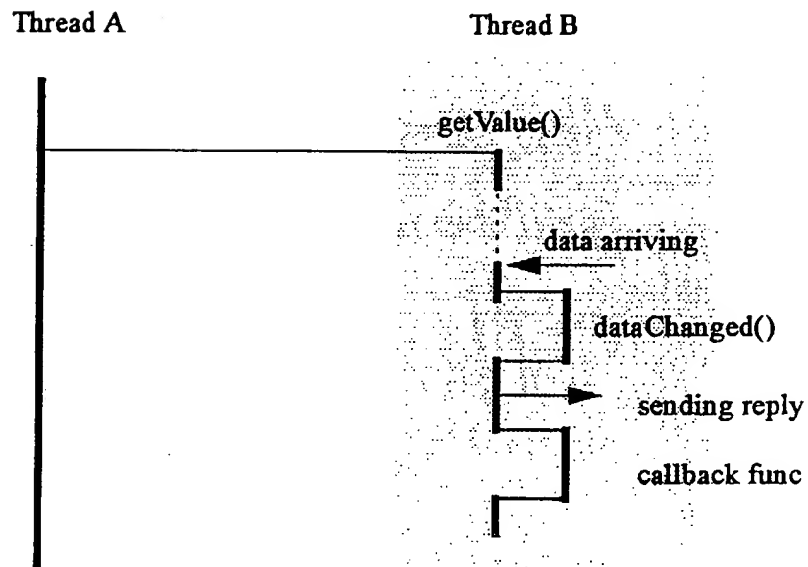 Thread A
Thread B
getValue()
data arriving
dataChanged()
sending reply
callback func